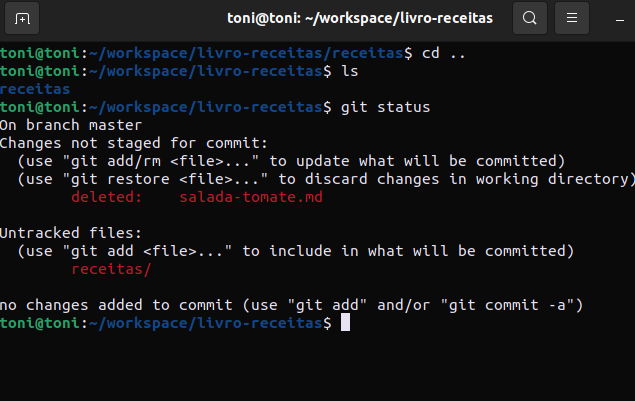 toni@toni: ~/workspace/livro-receitas
toni@toni:~/workspace/livro-receitas/receitas$ cd ..
toni@toni:~/workspace/livro-receitas$ ls
receitas
toni@toni:~/workspace/livro-receitas$ git status
On branch master
Changes not staged for commit:
  (use "git add/rm <file>..." to update what will be committed)
  (use "git restore <file>..." to discard changes in working directory)
        deleted:    salada-tomate.md

Untracked files:
  (use "git add <file>..." to include in what will be committed)
        receitas/

no changes added to commit (use "git add" and/or "git commit -a")
toni@toni:~/workspace/livro-receitas$